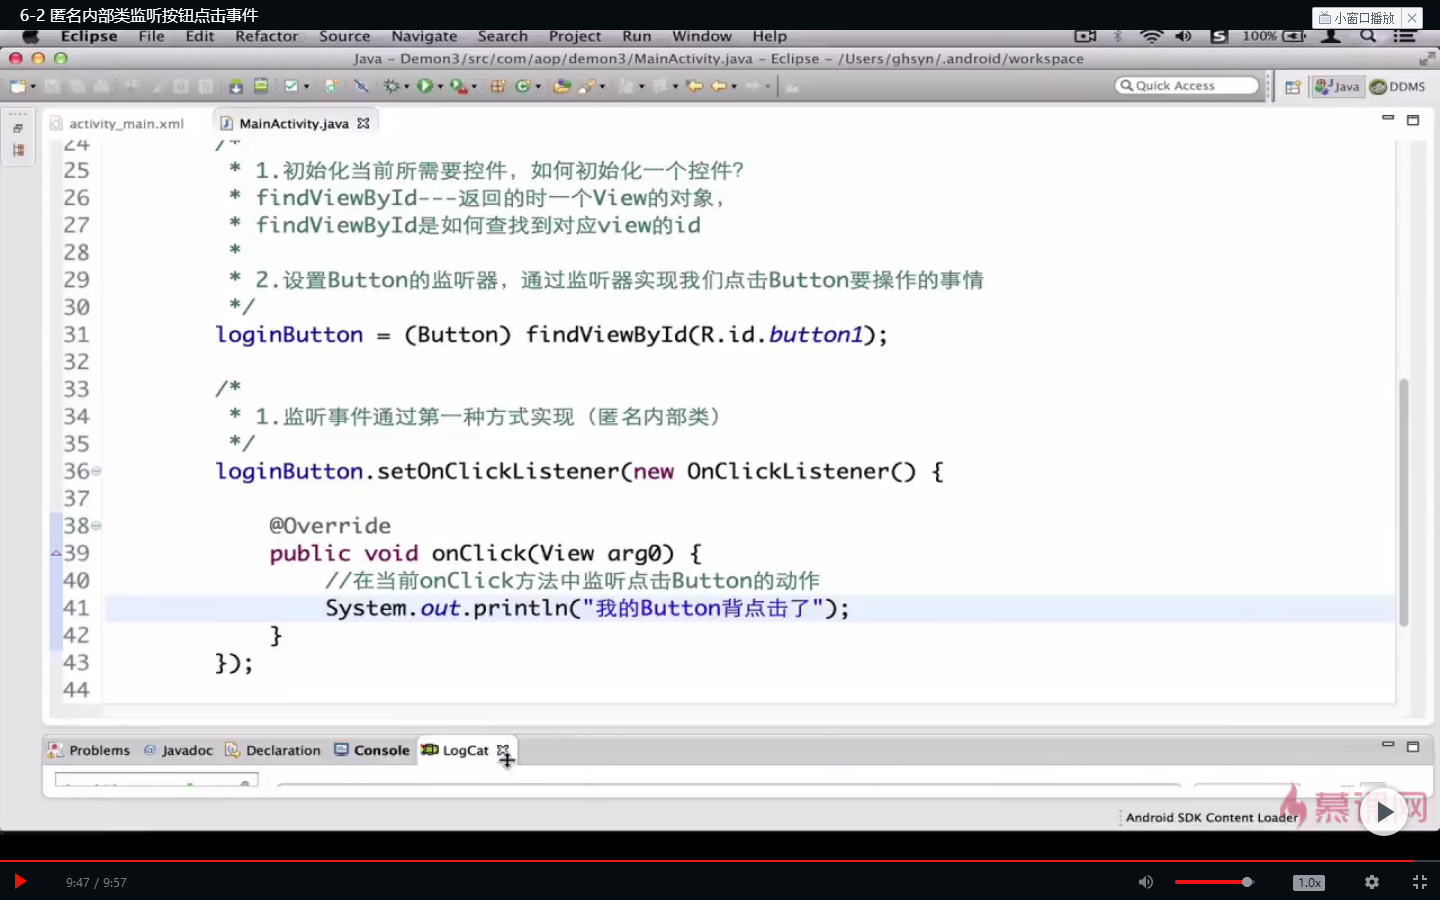 6-2 匿名内部类监听按钮点击事件
小窗口播放
Eclipse File Edit Refactor Source Navigate Search Project Run Window Help
100%
Java – Demon3/src/com/aop/demon3/MainActivity.java – Eclipse – /Users/ghsyn/.android/workspace
Quick Access
Java
DDMS
activity_main.xml
MainActivity.java
24 /*
25 * 1.初始化当前所需要控件，如何初始化一个控件？
26 * findViewById---返回的时一个View的对象，
27 * findViewById是如何查找到对应view的id
28 *
29 * 2.设置Button的监听器，通过监听器实现我们点击Button要操作的事情
30 */
31 loginButton = (Button) findViewById(R.id.button1);
32
33 /*
34 * 1.监听事件通过第一种方式实现（匿名内部类）
35 */
36 loginButton.setOnClickListener(new OnClickListener() {
37
38 @Override
39 public void onClick(View arg0) {
40 //在当前onClick方法中监听点击Button的动作
41 System.out.println("我的Button背点击了");
42 }
43 });
44
Problems @ Javadoc Declaration Console LogCat
慕课网
Android SDK Content Loader
9:47 / 9:57
1.0x